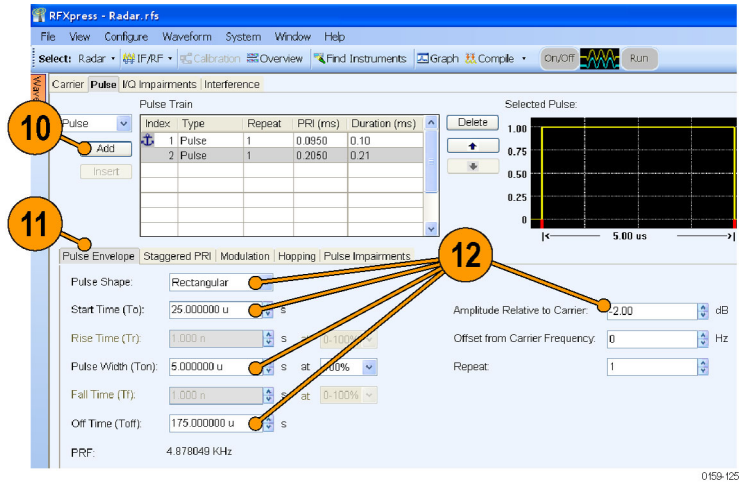 RFXpress - Radar.rfs
File View Configure Waveform System Window Help
Select: Radar IF/RF Calibration Overview Find Instruments Graph Compile On/Off Run
Carrier Pulse I/Q Impairments Interference
Pulse Train Selected Pulse:
Pulse Index Type Repeat PRI (ms) Duration (ms) Delete
1 Pulse 1 0.0950 0.10
2 Pulse 1 0.2050 0.21
10
Add
Insert
1.00
0.75
0.50
0.25
0
|<--- 5.00 us --->|
11
12
Pulse Envelope Staggered PRI Modulation Hopping Pulse Impairments
Pulse Shape: Rectangular
Start Time (To): 25.000000 u s Amplitude Relative to Carrier: -2.00 dB
Rise Time (Tr): 1.000 n s at 0-100% Offset from Carrier Frequency: 0 Hz
Pulse Width (Ton): 5.000000 u s at Repeat: 1
Fall Time (Tf): 1.000 n s at 0-100%
Off Time (Toff): 175.000000 u s
PRF: 4.878049 KHz
0159-125